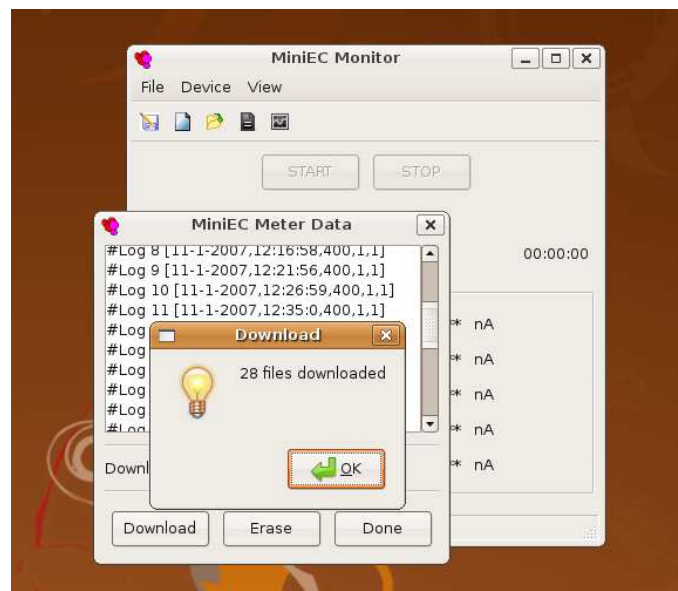 MiniEC Monitor
File Device View
START STOP
00:00:00
MiniEC Meter Data
#Log 8 [11-1-2007,12:16:58,400,1,1]
#Log 9 [11-1-2007,12:21:56,400,1,1]
#Log 10 [11-1-2007,12:26:59,400,1,1]
#Log 11 [11-1-2007,12:35:0,400,1,1]
#Log
#Log
#Log
#Log
#Log
#Log
nA
nA
nA
nA
nA
Download
28 files downloaded
OK
Downl
Download Erase Done